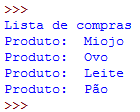 >>>
Lista de compras
Produto:  Miojo
Produto:  Ovo
Produto:  Leite
Produto:  Pão
>>>